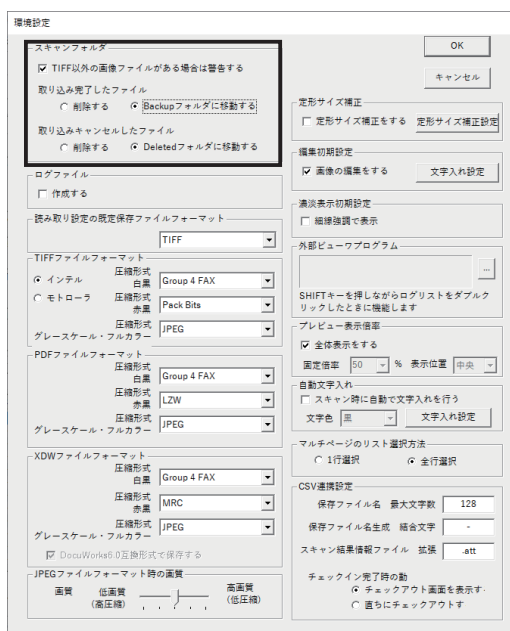 環境設定
スキャンフォルダ
TIFF以外の画像ファイルがある場合は警告する
取り込み完了したファイル
削除する
Backupフォルダに移動する
取り込みキャンセルしたファイル
削除する
Deletedフォルダに移動する
ログファイル
作成する
読み取り設定の既定保存ファイルフォーマット
TIFF
TIFFファイルフォーマット
インテル
モトローラ
圧縮形式
白黒
Group 4 FAX
圧縮形式
赤黒
Pack Bits
圧縮形式
グレースケール・フルカラー
JPEG
PDFファイルフォーマット
圧縮形式
白黒
Group 4 FAX
圧縮形式
赤黒
LZW
圧縮形式
グレースケール・フルカラー
JPEG
XDWファイルフォーマット
圧縮形式
白黒
Group 4 FAX
圧縮形式
赤黒
MRC
圧縮形式
グレースケール・フルカラー
JPEG
DocuWorks6.0互換形式で保存する
JPEGファイルフォーマット時の画質
画質
低画質
(高圧縮)
高画質
(低圧縮)
OK
キャンセル
定形サイズ補正
定形サイズ補正をする
定形サイズ補正設定
編集初期設定
画像の編集をする
文字入れ設定
濃淡表示初期設定
細線強調で表示
外部ビューワプログラム
...
SHIFTキーを押しながらログリストをダブルク
リックしたときに機能します
プレビュー表示倍率
全体表示をする
固定倍率 50 % 表示位置 中央
自動文字入れ
スキャン時に自動で文字入れを行う
文字色 黒
文字入れ設定
マルチページのリスト選択方法
1行選択
全行選択
CSV連携設定
保存ファイル名 最大文字数 128
保存ファイル名生成 結合文字 -
スキャン結果情報ファイル 拡張 .att
チェックイン完了時の動
チェックアウト画面を表示す
直ちにチェックアウトす